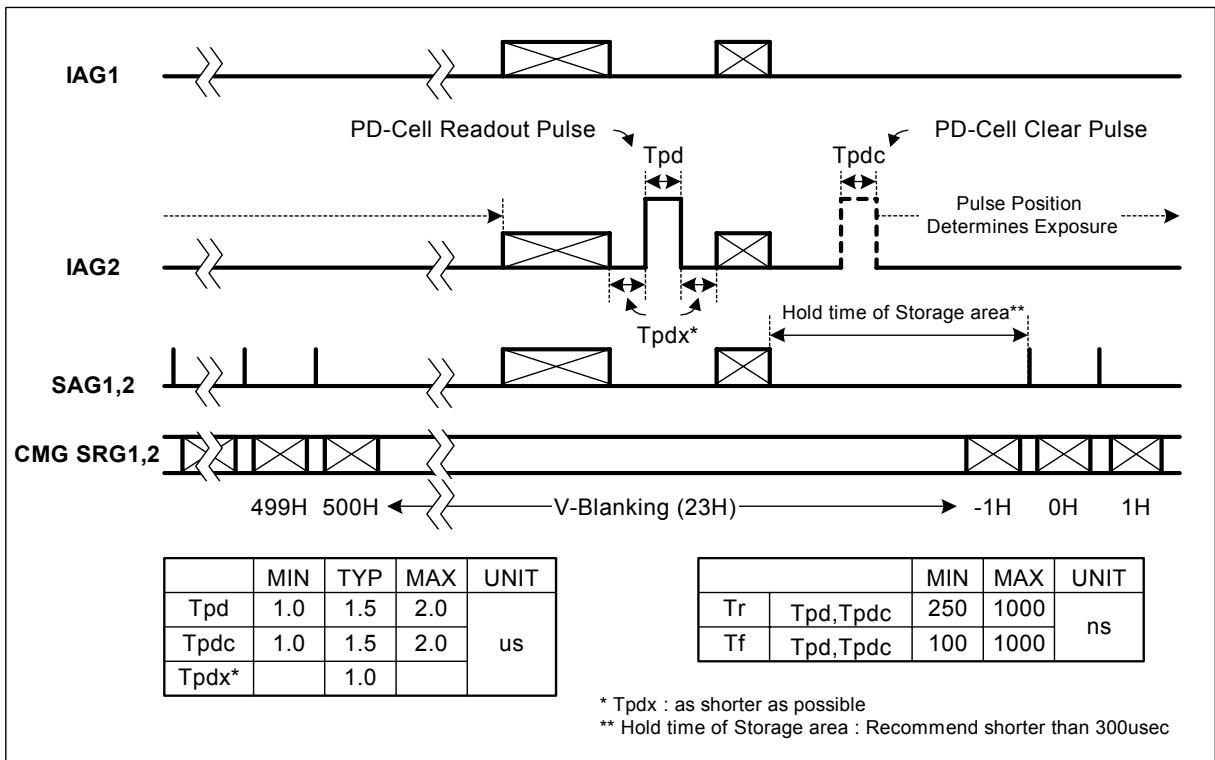 IAG1
PD-Cell Readout Pulse
Tpd
Tpdc
PD-Cell Clear Pulse
Pulse Position
Determines Exposure
IAG2
Tpdx*
Hold time of Storage area**
SAG1,2
CMG SRG1,2
499H 500H V-Blanking (23H) -1H 0H 1H
MIN TYP MAX UNIT
Tpd 1.0 1.5 2.0 us
Tpdc 1.0 1.5 2.0
Tpdx* 1.0
MIN MAX UNIT
Tr Tpd,Tpdc 250 1000 ns
Tf Tpd,Tpdc 100 1000
* Tpdx : as shorter as possible
** Hold time of Storage area : Recommend shorter than 300usec